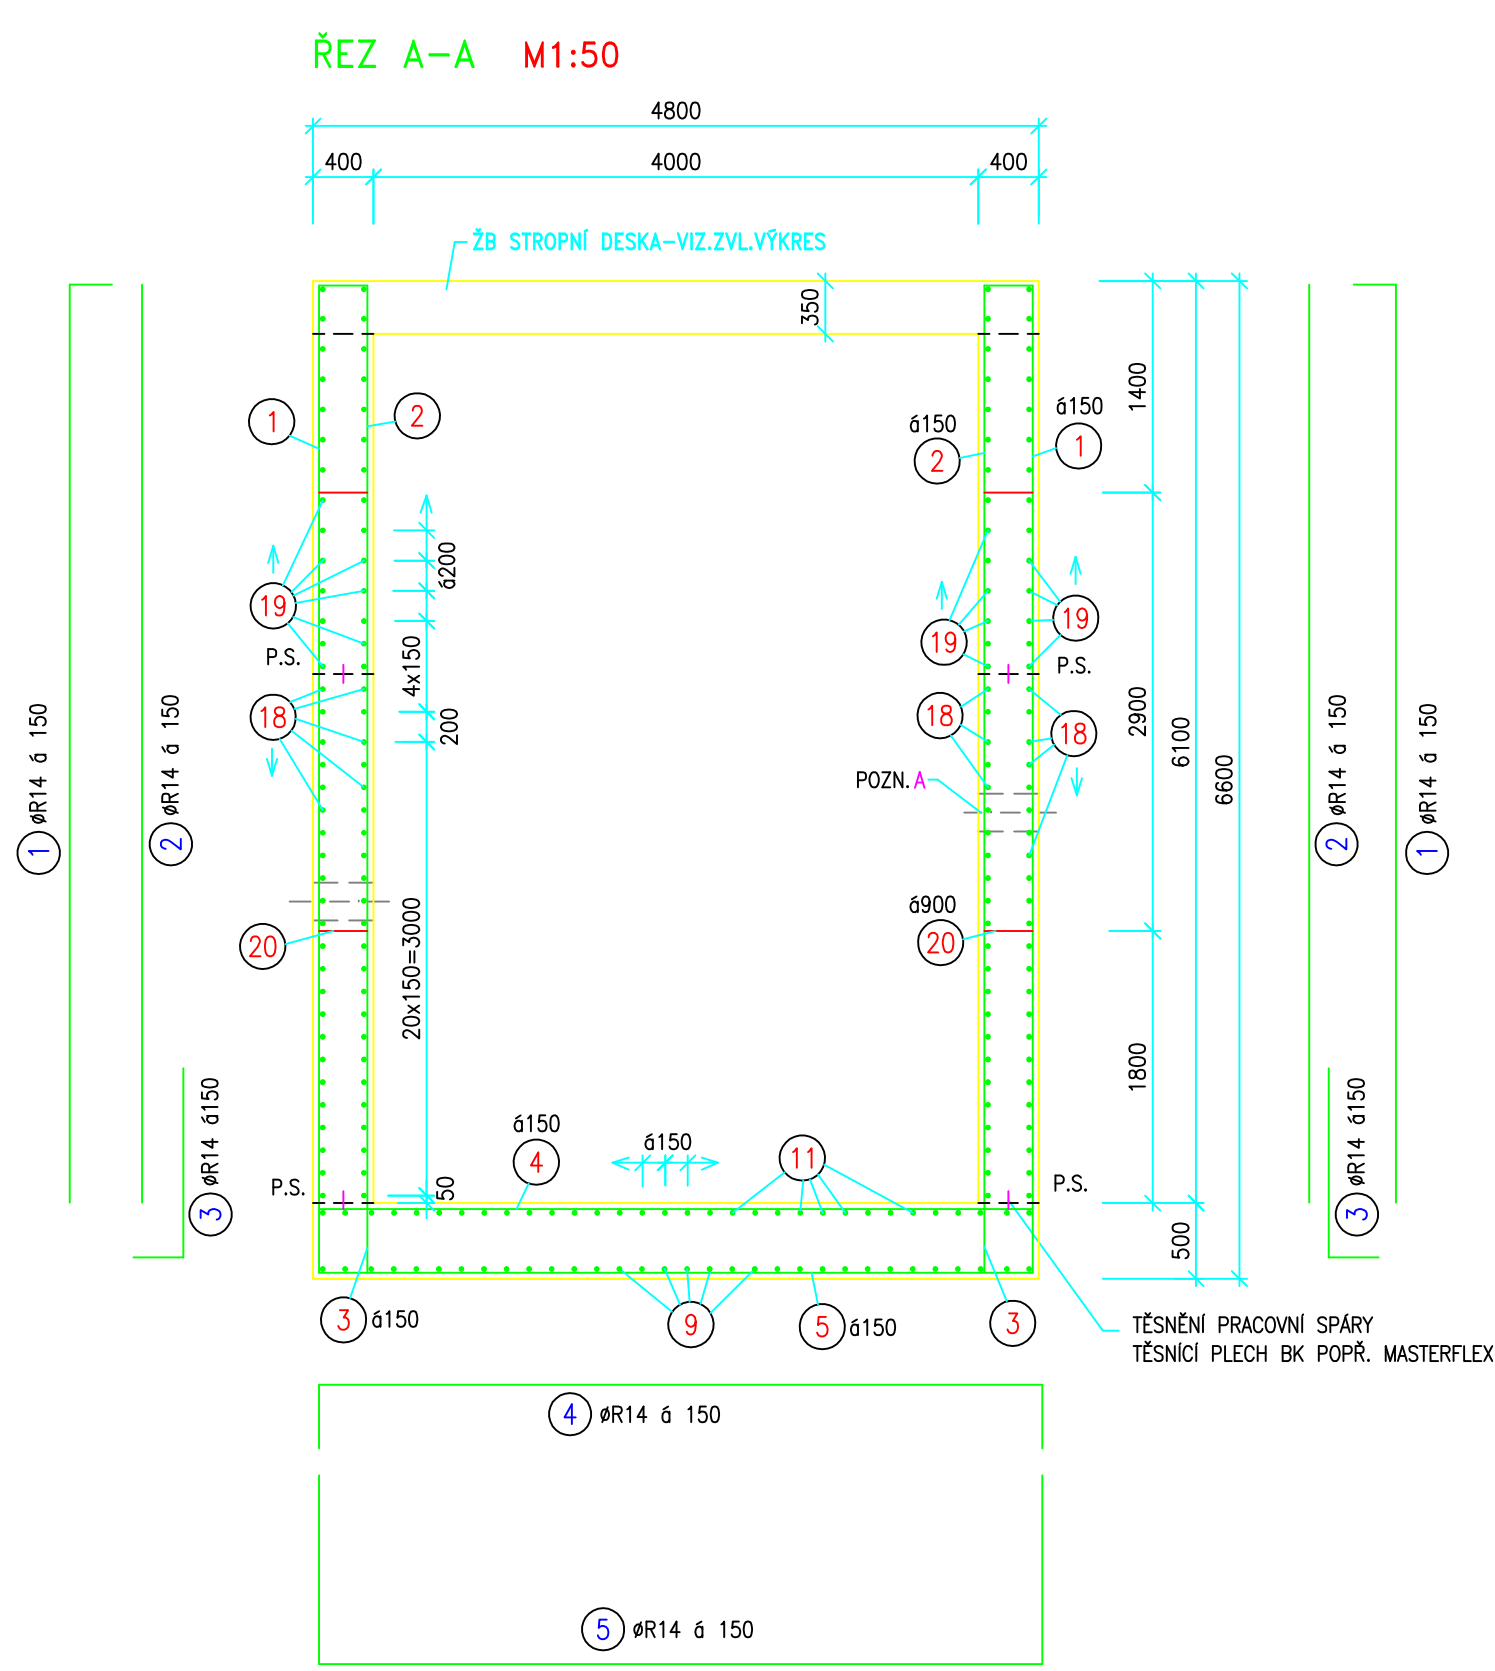 ŘEZ A-A M1:50
4800
400 4000 400
ŽB STROPNÍ DESKA-VIZ.ZVL.VÝKRES
350
1400
1
2
á150
2
á150
1
á200
19
19
19
P.S.
4x150
P.S.
18
200
18
18
2900
6100
6600
POZN.A
1 øR14 á 150
2 øR14 á 150
2 øR14 á 150
1 øR14 á 150
20
20x150=3000
á900
20
1800
3 øR14 á150
3 øR14 á150
á150
4
á150
11
P.S.
50
P.S.
500
3 á150
9
5 á150
3
TĚSNĚNÍ PRACOVNÍ SPÁRY
TĚSNÍCÍ PLECH BK POPŘ. MASTERFLEX
4 øR14 á 150
5 øR14 á 150